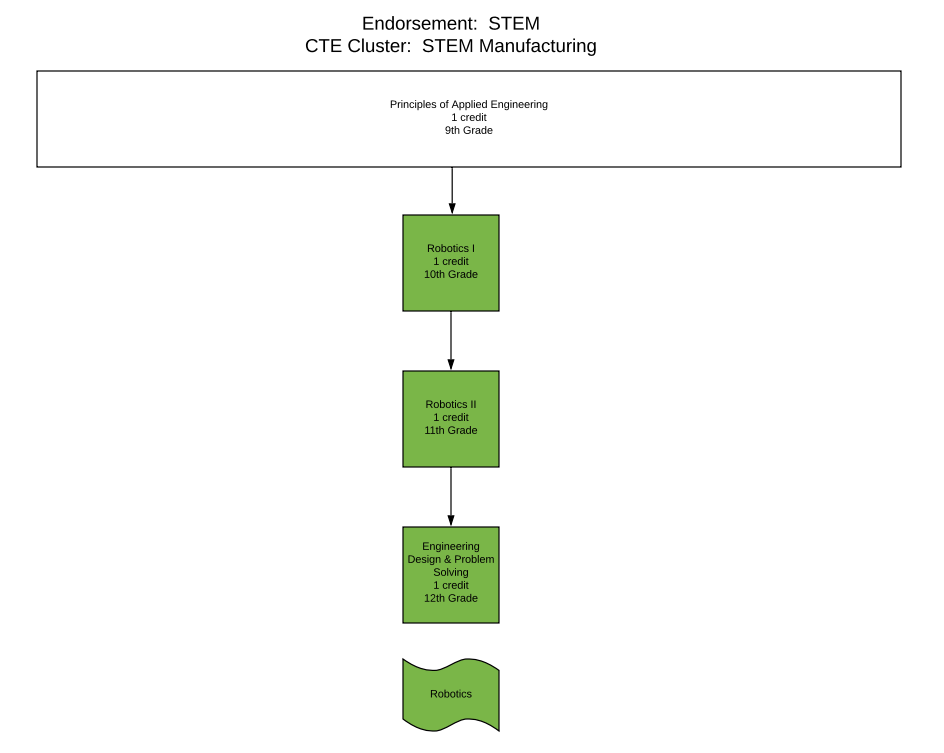 Endorsement:  STEM
CTE Cluster:  STEM Manufacturing
Principles of Applied Engineering
1 credit
9th Grade
Robotics I
1 credit
10th Grade
Robotics II
1 credit
11th Grade
Engineering
Design & Problem
Solving
1 credit
12th Grade
Robotics